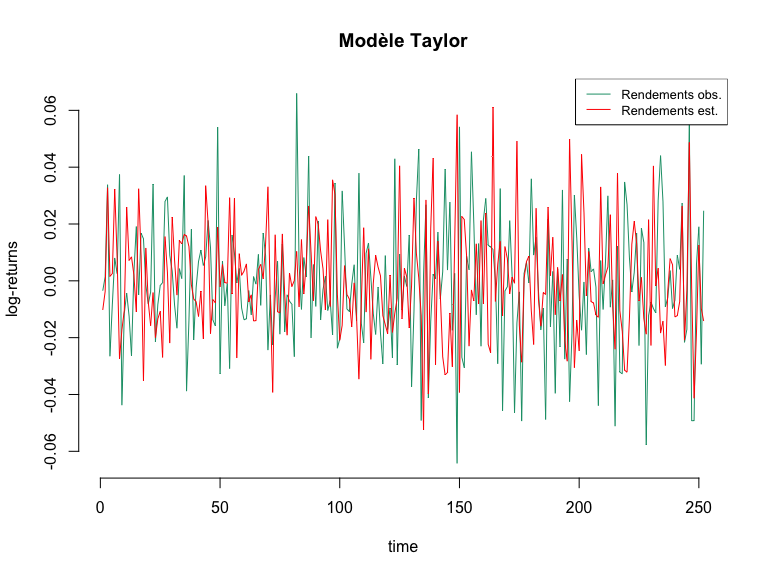 Modèle Taylor
Rendements obs.
Rendements est.
log-returns
0.06
0.04
0.02
0.00
-0.02
-0.04
-0.06
0
50
100
150
200
250
time